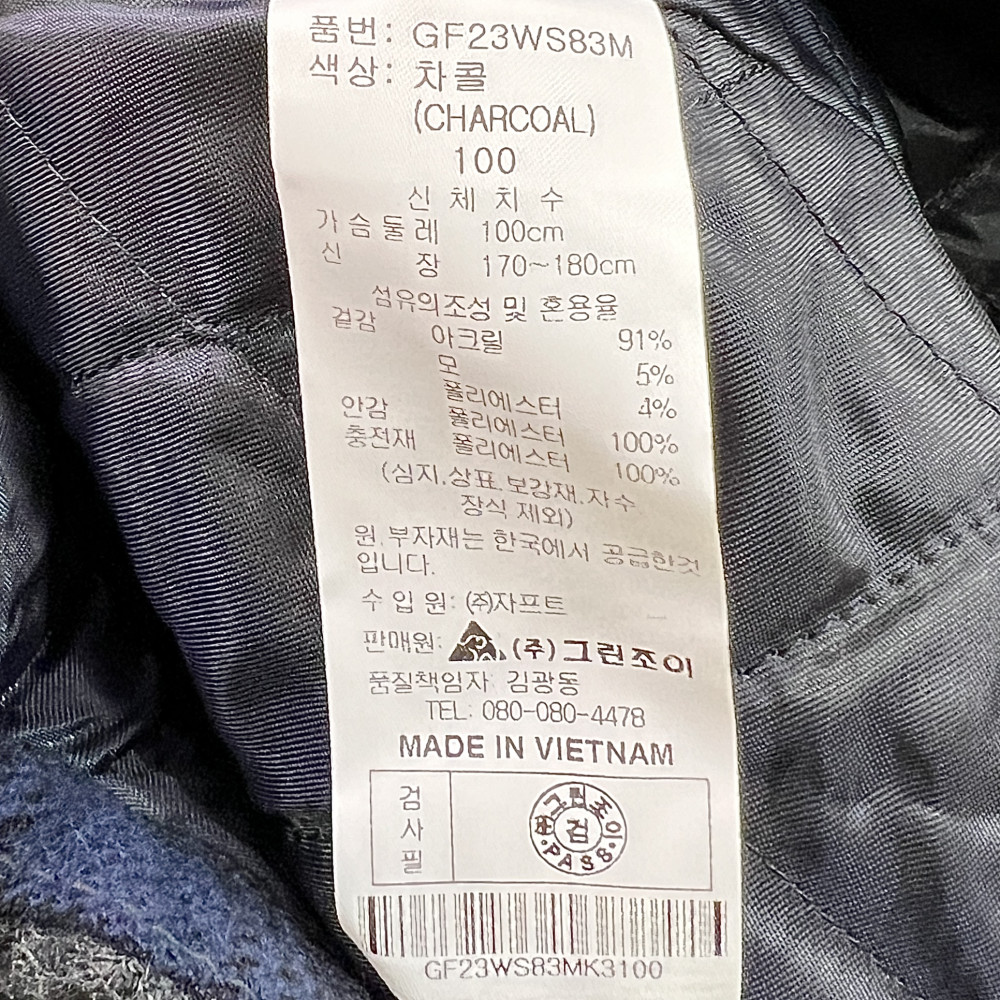 품번: GF23WS83M
색상: 차콜
(CHARCOAL)
100
신체치수
가슴둘레 100cm
신장 170~180cm
섬유의조성 및 혼용율
겉감 아크릴 91%
모 5%
폴리에스터 4%
안감 폴리에스터 100%
충전재 폴리에스터 100%
(심지,상표,보강재,자수
장식 제외)
원,부자재는 한국에서 공급한것
입니다.
수입원: (주)자프트
판매원: (주)그린조이
품질책임자 김광동
TEL: 080-080-4478
MADE IN VIETNAM
검사필
㈜그린조이
검
PASS
GF23WS83MK3100